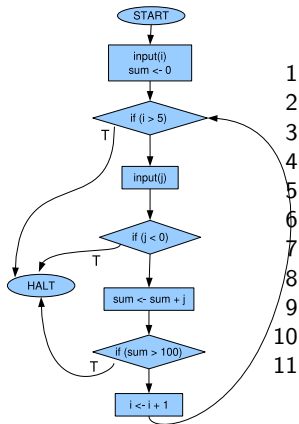 START
input(i)
sum <- 0
if (i > 5)
T
input(j)
if (j < 0)
T
HALT
sum <- sum + j
if (sum > 100)
T
i <- i + 1
1
2
3
4
5
6
7
8
9
10
11